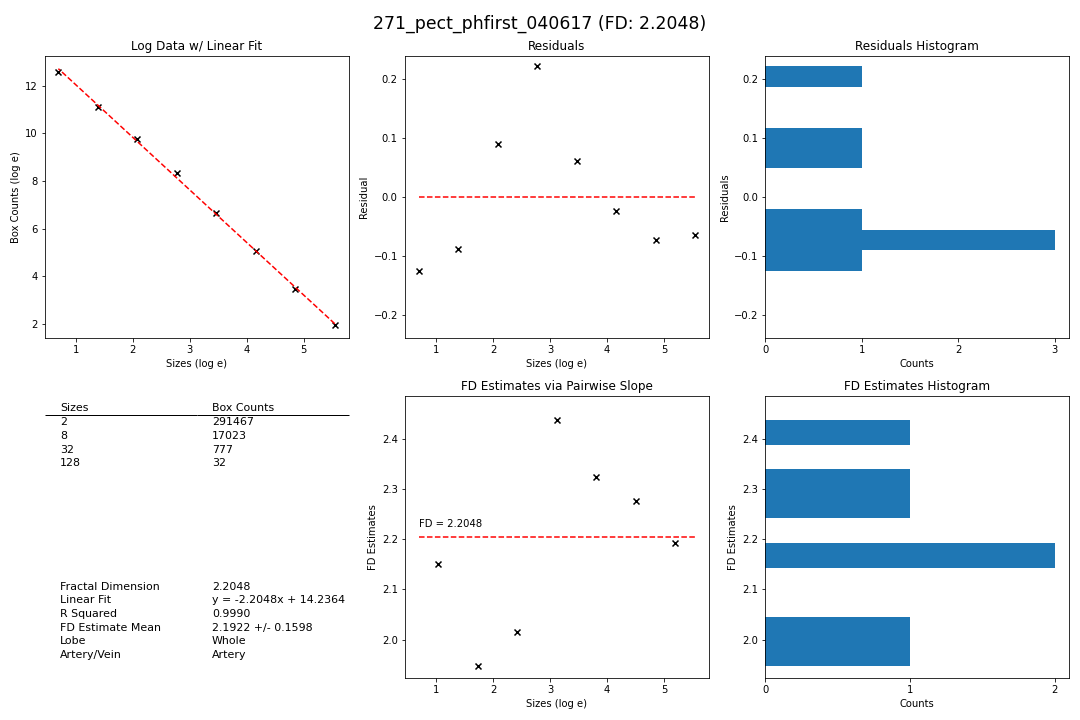 271_pect_phfirst_040617 (FD: 2.2048)
Log Data w/ Linear Fit
Box Counts (log e)
12
10
8
6
4
2
1 2 3 4 5
Sizes (log e)
Residuals
Residual
0.2
0.1
0.0
−0.1
−0.2
1 2 3 4 5
Sizes (log e)
Residuals Histogram
Residuals
0.2
0.1
0.0
−0.1
−0.2
0 1 2 3
Counts
Sizes Box Counts
2 291467
8 17023
32 777
128 32
Fractal Dimension 2.2048
Linear Fit y = -2.2048x + 14.2364
R Squared 0.9990
FD Estimate Mean 2.1922 +/- 0.1598
Lobe Whole
Artery/Vein Artery
FD Estimates via Pairwise Slope
FD Estimates
2.4
2.3
2.2
2.1
2.0
FD = 2.2048
1 2 3 4 5
Sizes (log e)
FD Estimates Histogram
FD Estimates
2.4
2.3
2.2
2.1
2.0
0 1 2
Counts